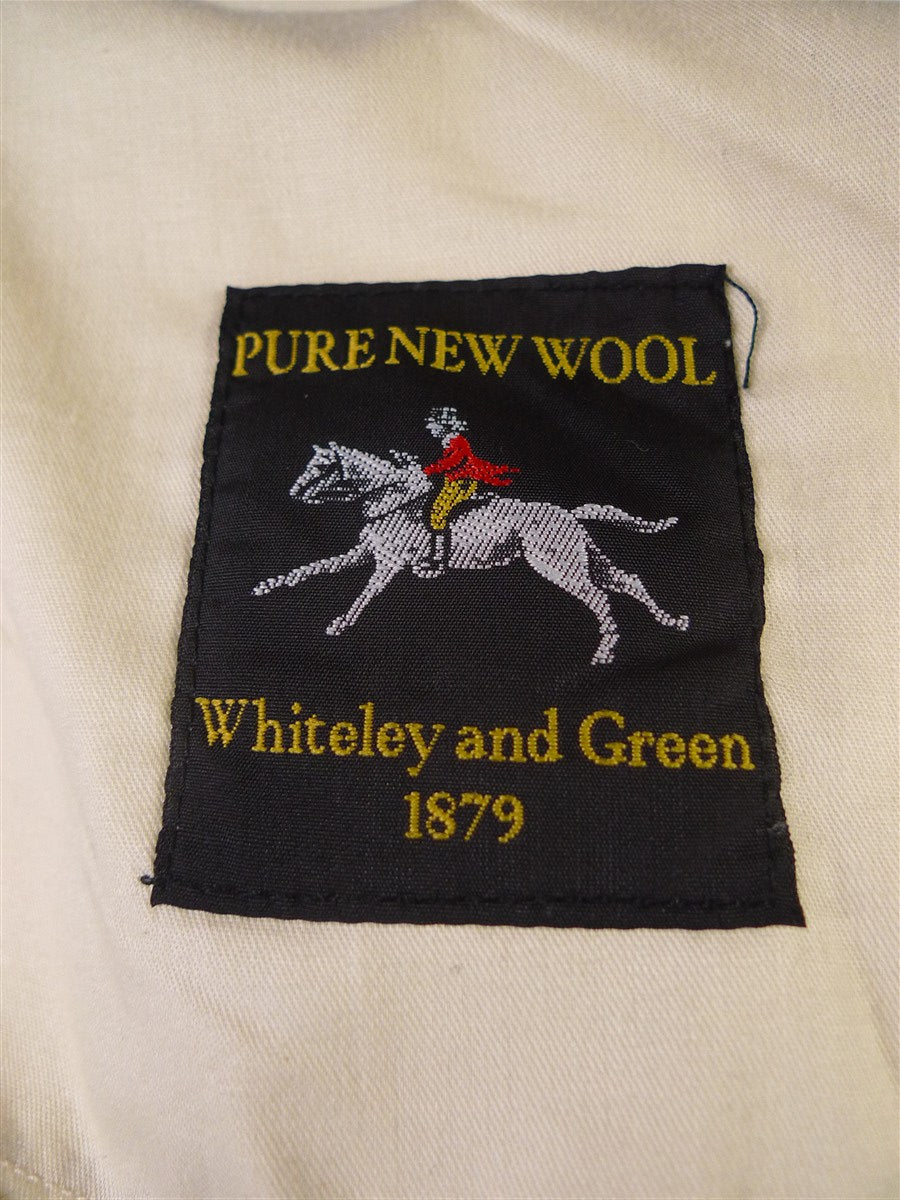 PURE NEW WOOL
Whiteley and Green
1879